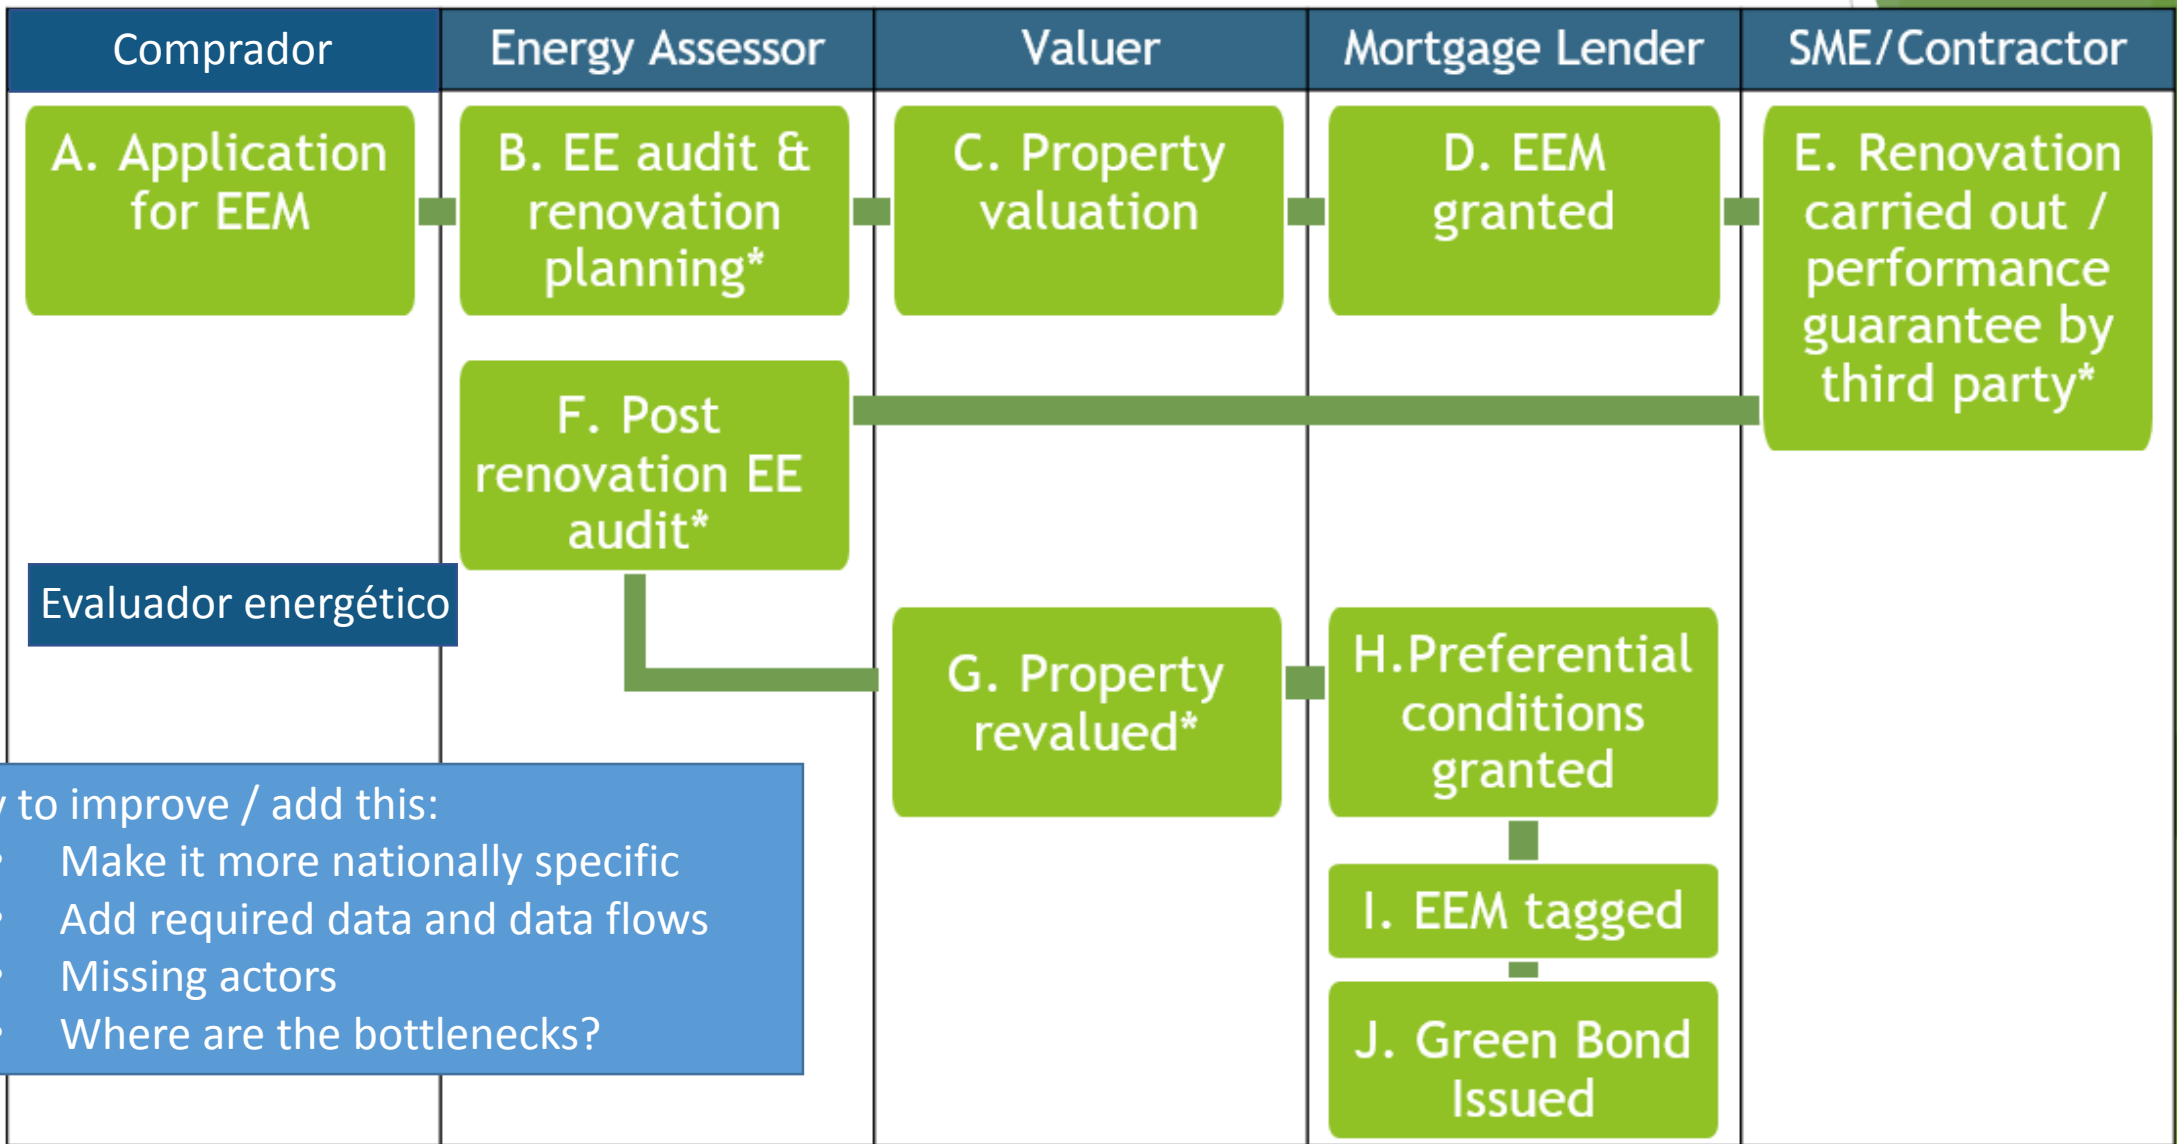 Comprador
Energy Assessor
Valuer
Mortgage Lender
SME/Contractor
A. Application
for EEM
B. EE audit &
renovation
planning*
C. Property
valuation
D. EEM
granted
E. Renovation
carried out /
performance
guarantee by
third party*
F. Post
renovation EE
audit*
Evaluador energético
G. Property
revalued*
H.Preferential
conditions
granted
to improve / add this:
• Make it more nationally specific
• Add required data and data flows
• Missing actors
• Where are the bottlenecks?
I. EEM tagged
J. Green Bond
Issued